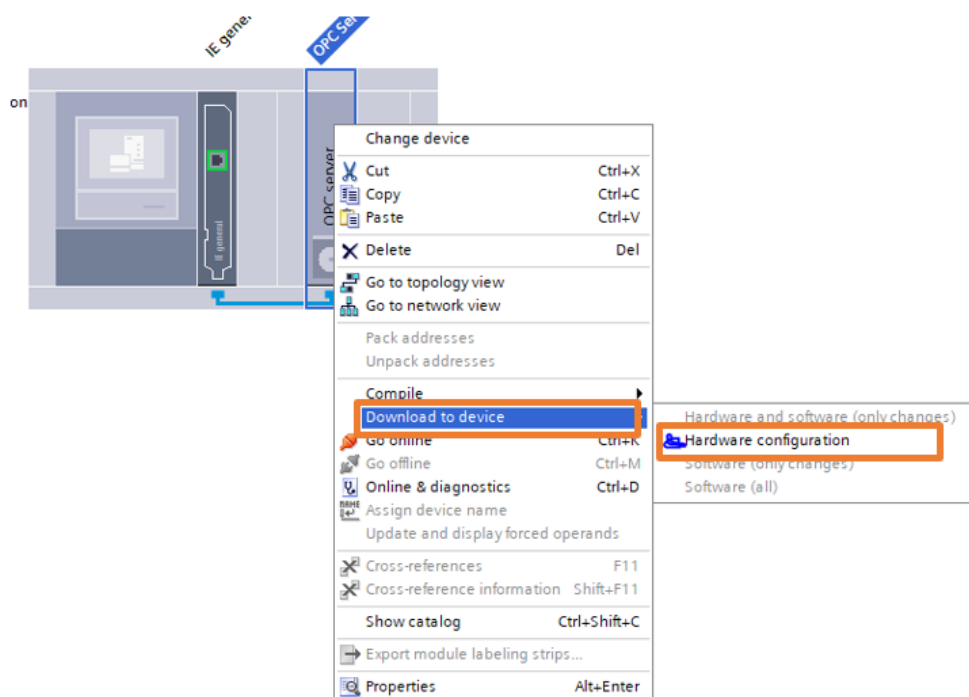 IE gene
OPC Ser
on
OPC server
IE general
Change device
Cut Ctrl+X
Copy Ctrl+C
Paste Ctrl+V
Delete Del
Go to topology view
Go to network view
Pack addresses
Unpack addresses
Compile
Download to device
Hardware and software (only changes)
Go online Ctrl+K
Hardware configuration
Go offline Ctrl+M
Software (only changes)
Online & diagnostics Ctrl+D
Software (all)
NAME
Assign device name
Update and display forced operands
Cross-references F11
Cross-reference information Shift+F11
Show catalog Ctrl+Shift+C
Export module labeling strips...
Properties Alt+Enter